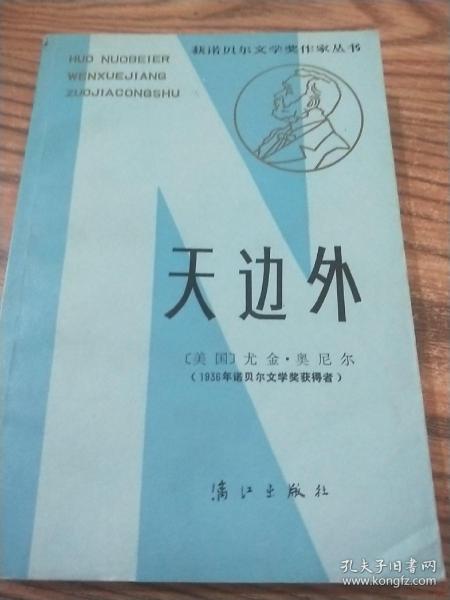 获诺贝尔文学奖作家丛书
HUO NUOBEIER
WENXUEJIANG
ZUOJIACONGSHU
天边外
〔美国〕尤金·奥尼尔
(1936年诺贝尔文学奖获得者)
漓江出版社
孔夫子旧书网
www.kongfz.com